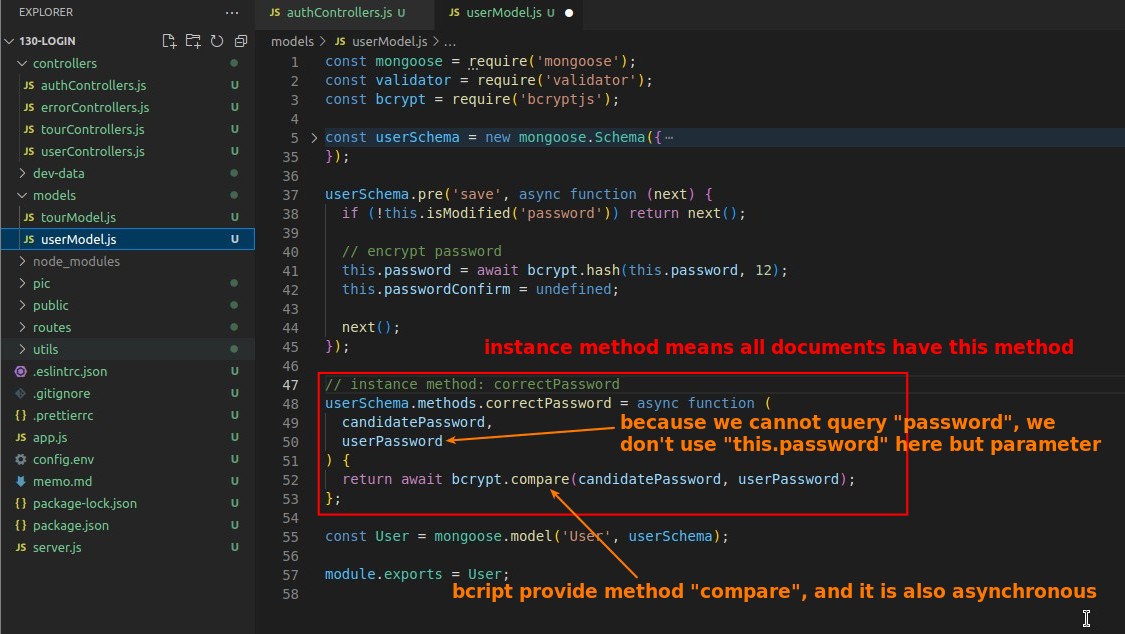 EXPLORER ···
130-LOGIN
controllers
JS authControllers.js U
JS errorControllers.js U
JS tourControllers.js U
JS userControllers.js U
dev-data
models
JS tourModel.js U
JS userModel.js U
node_modules
pic
public
routes
utils
.eslintrc.json U
.gitignore U
{} .prettierrc U
JS app.js U
config.env U
memo.md U
{} package-lock.json U
{} package.json U
JS server.js U
JS authControllers.js U
JS userModel.js U ●
models > JS userModel.js > ...
1 const mongoose = require('mongoose');
2 const validator = require('validator');
3 const bcrypt = require('bcryptjs');
4
5 > const userSchema = new mongoose.Schema({⋯
35 });
36
37 userSchema.pre('save', async function (next) {
38 if (!this.isModified('password')) return next();
39
40 // encrypt password
41 this.password = await bcrypt.hash(this.password, 12);
42 this.passwordConfirm = undefined;
43
44 next();
45 });
instance method means all documents have this method
46
47 // instance method: correctPassword
48 userSchema.methods.correctPassword = async function (
49 candidatePassword,
50 userPassword
because we cannot query "password", we
don't use "this.password" here but parameter
51 ) {
52 return await bcrypt.compare(candidatePassword, userPassword);
53 };
54
55 const User = mongoose.model('User', userSchema);
56
57 module.exports = User;
58
bcript provide method "compare", and it is also asynchronous